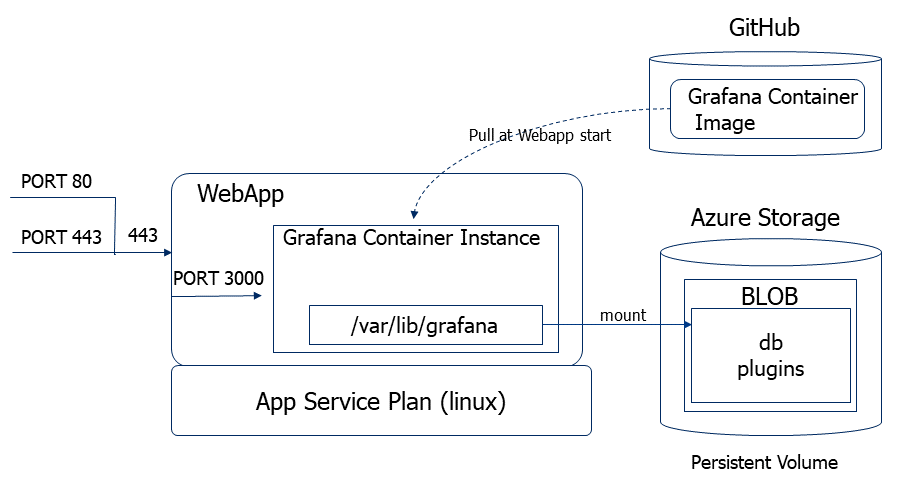 GitHub
Grafana Container
Image
Pull at Webapp start
PORT 80
WebApp
PORT 443
443
Grafana Container Instance
Azure Storage
PORT 3000
BLOB
/var/lib/grafana
mount
db
plugins
App Service Plan (linux)
Persistent Volume